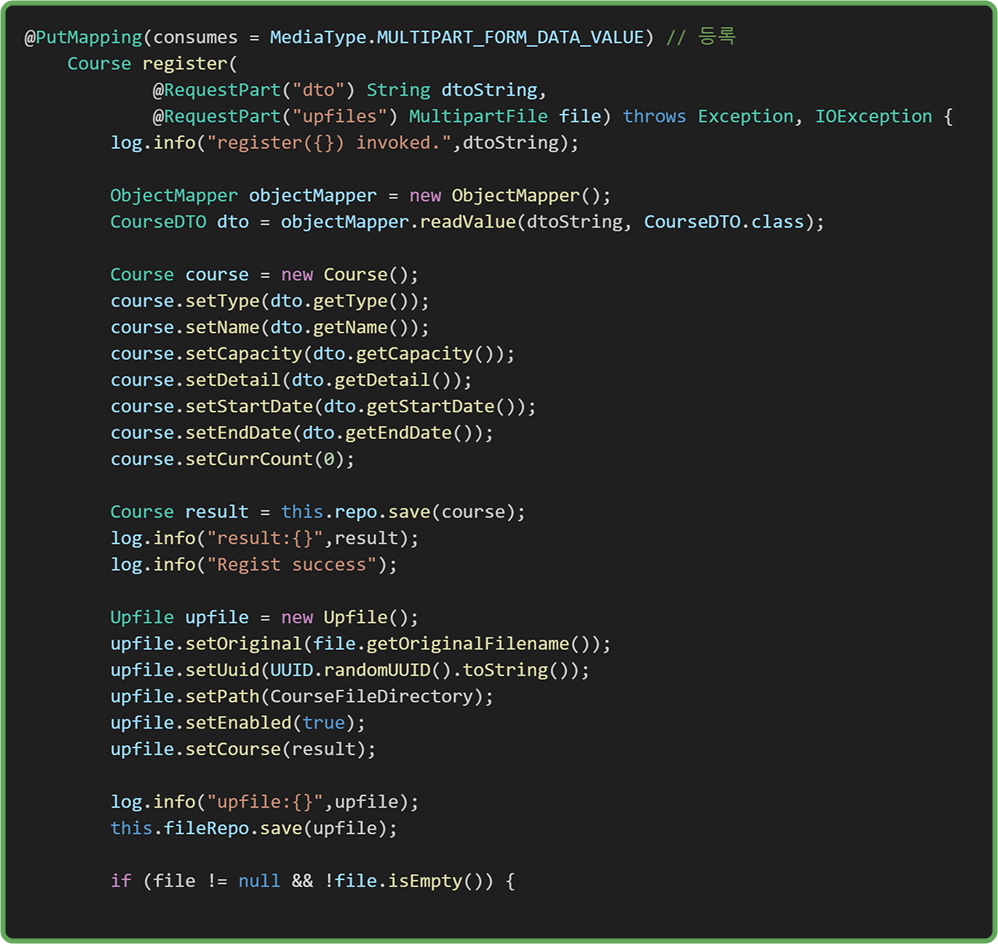 @PutMapping(consumes = MediaType.MULTIPART_FORM_DATA_VALUE) // 등록
    Course register(
            @RequestPart("dto") String dtoString,
            @RequestPart("upfiles") MultipartFile file) throws Exception, IOException {
        log.info("register({}) invoked.",dtoString);

        ObjectMapper objectMapper = new ObjectMapper();
        CourseDTO dto = objectMapper.readValue(dtoString, CourseDTO.class);

        Course course = new Course();
        course.setType(dto.getType());
        course.setName(dto.getName());
        course.setCapacity(dto.getCapacity());
        course.setDetail(dto.getDetail());
        course.setStartDate(dto.getStartDate());
        course.setEndDate(dto.getEndDate());
        course.setCurrCount(0);

        Course result = this.repo.save(course);
        log.info("result:{}",result);
        log.info("Regist success");

        Upfile upfile = new Upfile();
        upfile.setOriginal(file.getOriginalFilename());
        upfile.setUuid(UUID.randomUUID().toString());
        upfile.setPath(CourseFileDirectory);
        upfile.setEnabled(true);
        upfile.setCourse(result);

        log.info("upfile:{}",upfile);
        this.fileRepo.save(upfile);

        if (file != null && !file.isEmpty()) {